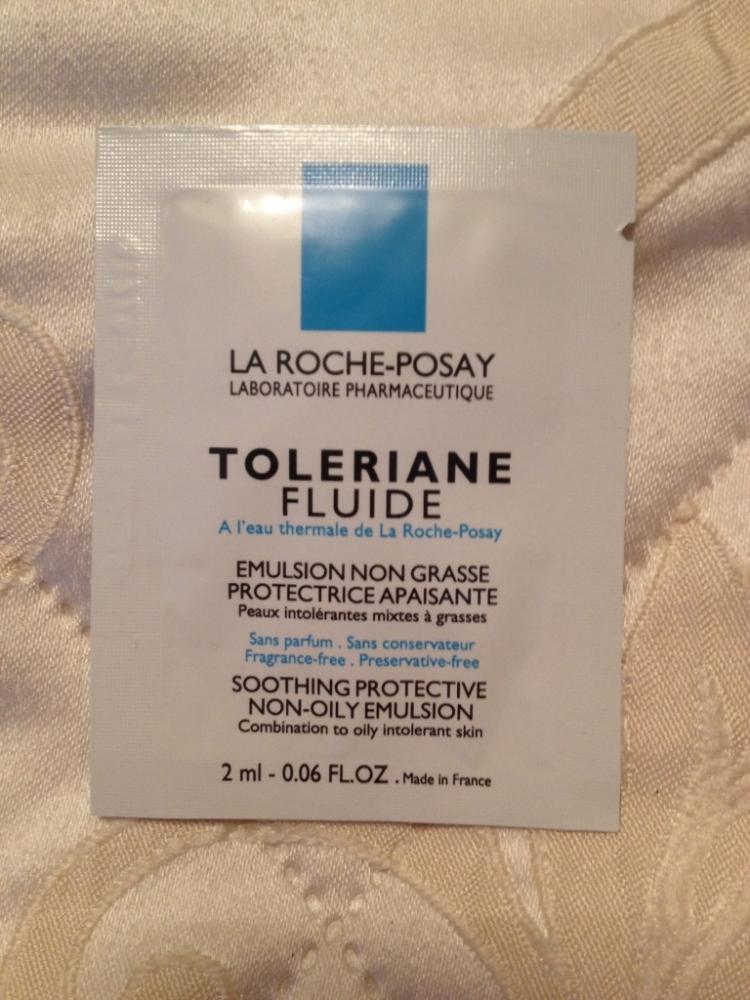 LA ROCHE-POSAY
LABORATOIRE PHARMACEUTIQUE
TOLERIANE
FLUIDE
A l'eau thermale de La Roche-Posay
EMULSION NON GRASSE
PROTECTRICE APAISANTE
Peaux intolérantes mixtes à grasses
Sans parfum . Sans conservateur
Fragrance-free . Preservative-free
SOOTHING PROTECTIVE
NON-OILY EMULSION
Combination to oily intolerant skin
2 ml - 0.06 FL.OZ . Made in France